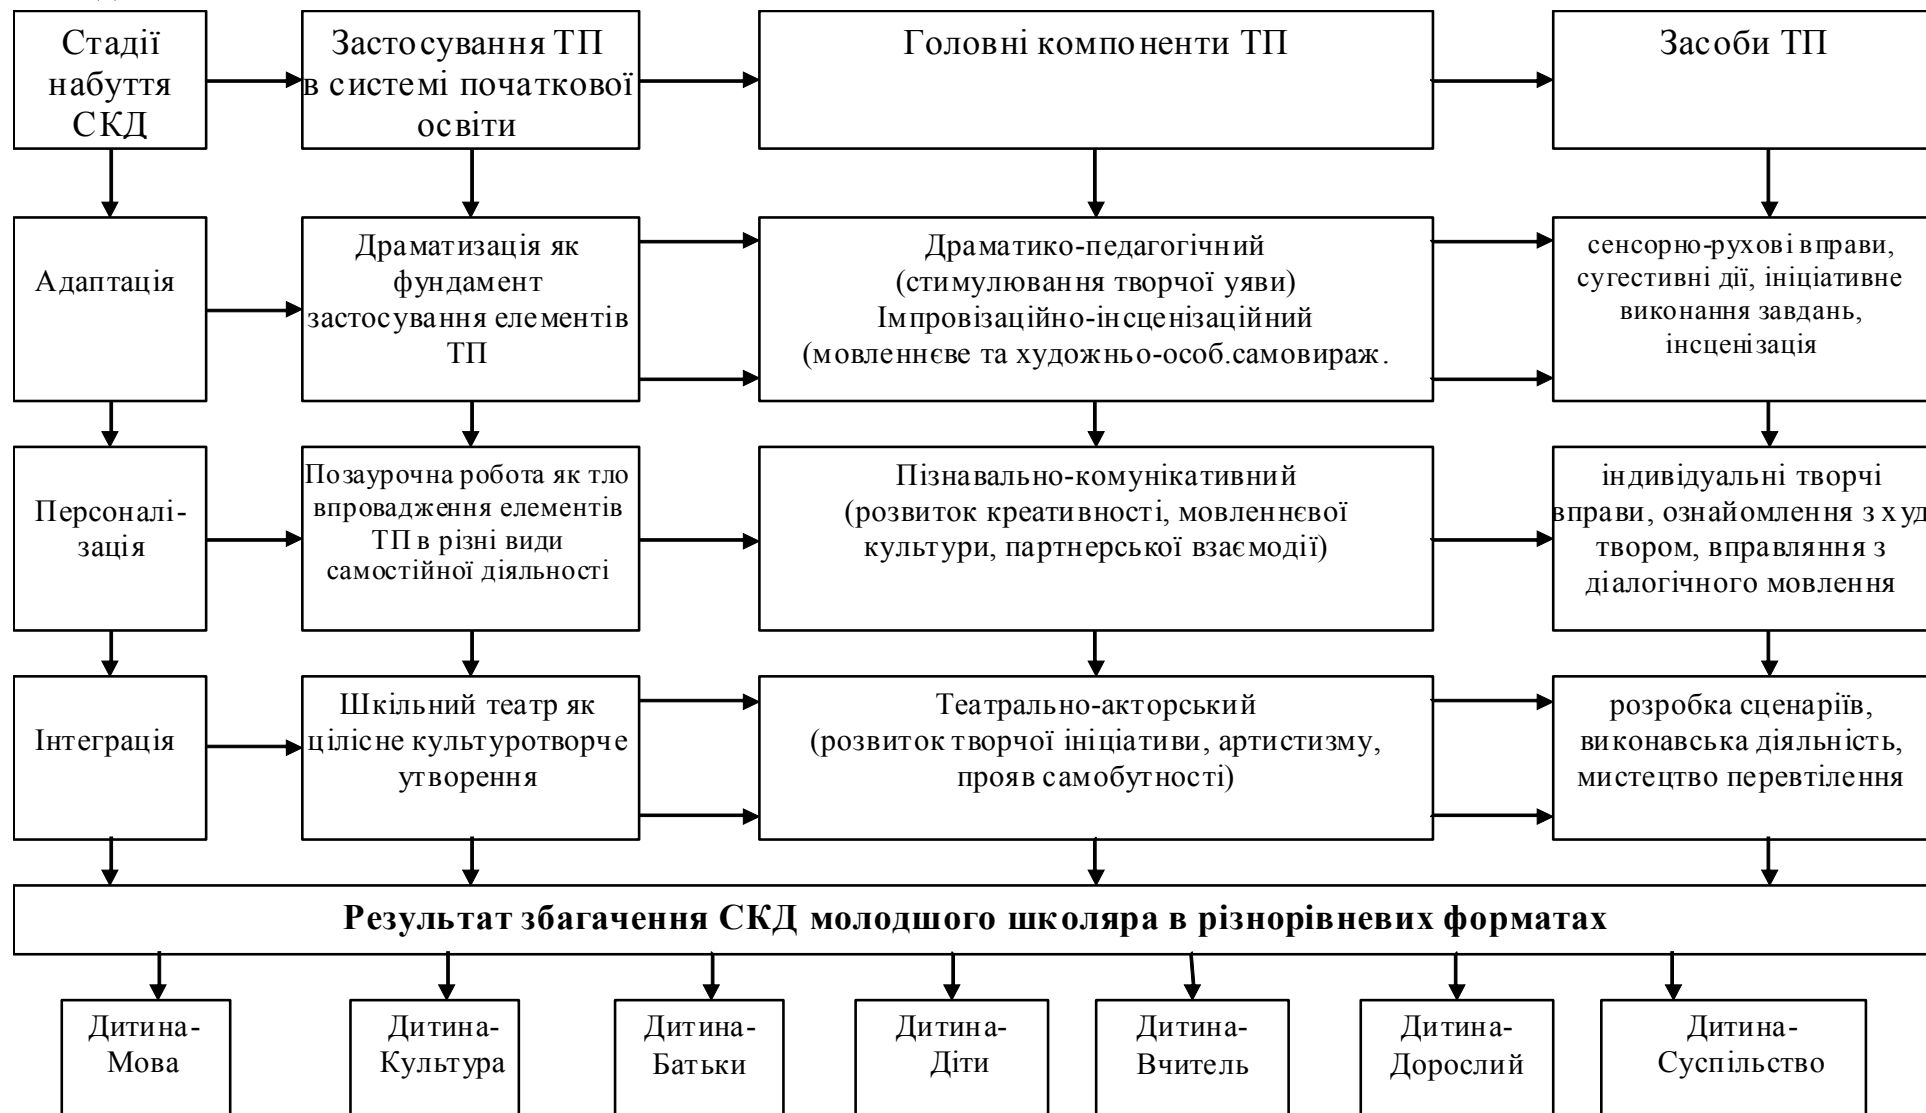 Стадії
набуття
СКД
Застосування ТП
в системі початкової
освіти
Головні компоненти ТП
Засоби ТП
Адаптація
Драматизація як
фундамент
застосування елементів
ТП
Драматико-педагогічний
(стимулювання творчої уяви)
Імпровізаційно-інсценізаційний
(мовленнєве та художньо-особ.самовираж.
сенсорно-рухові вправи,
сугестивні дії, ініціативне
виконання завдань,
інсценізація
Персоналі-
зація
Позаурочна робота як тло
впровадження елементів
ТП в різні види
самостійної діяльності
Пізнавально-комунікативний
(розвиток креативності, мовленнєвої
культури, партнерської взаємодії)
індивідуальні творчі
вправи, ознайомлення з худ
твором, вправляння з
діалогічного мовлення
Інтеграція
Шкільний театр як
цілісне культуротворче
утворення
Театрально-акторський
(розвиток творчої ініціативи, артистизму,
прояв самобутності)
розробка сценаріїв,
виконавська діяльність,
мистецтво перевтілення
Результат збагачення СКД молодшого школяра в різнорівневих форматах
Дитина-
Мова
Дитина-
Культура
Дитина-
Батьки
Дитина-
Діти
Дитина-
Вчитель
Дитина-
Дорослий
Дитина-
Суспільство